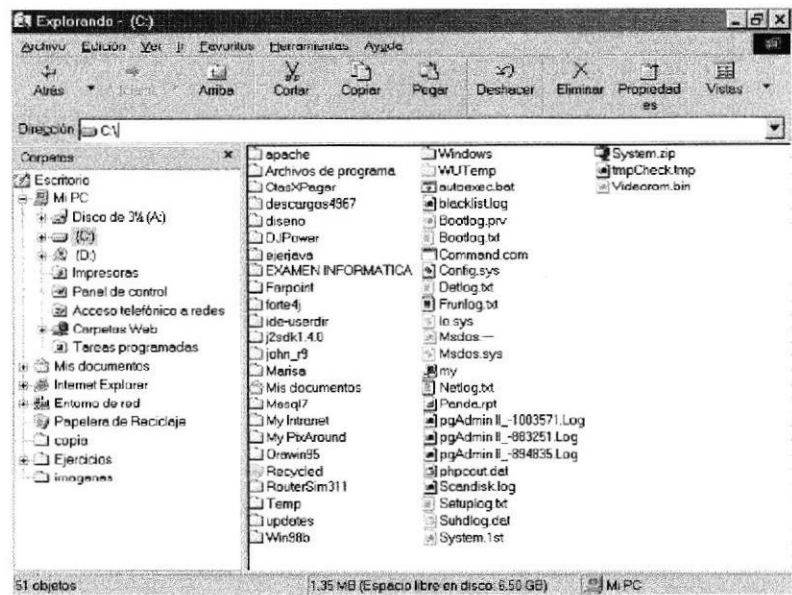 Explorando - (C:)
Archivo Edición Ver Ir Favoritos Herramientas Ayuda
Atrás Arriba Cortar Copiar Pegar Deshacer Eliminar Propiedad es Vistas
Dirección C:\
Carpetas
Escritorio
Mi PC
Disco de 3½ (A:)
(C:)
(D:)
Impresoras
Panel de control
Acceso telefónico a redes
Carpetas Web
Tareas programadas
Mis documentos
Internet Explorer
Entorno de red
Papelera de Reciclaje
copia
Ejercicios
imagenes
apache
Archivos de programa
CtasXPagar
descargas4967
diseno
DJPower
ejerjava
EXAMEN INFORMATICA
Farpoint
forte4j
ide-userdir
j2sdk1.4.0
john_r9
Marisa
Mis documentos
Mssql7
My Intranet
My PixAround
Orawin95
Recycled
RouterSim311
Temp
updates
Win98b
Windows
WUTemp
autoexec.bat
blacklist.log
Bootlog.prv
Bootlog.txt
Command.com
Config.sys
Detlog.txt
Frunlog.txt
Io.sys
Msdos.---
Msdos.sys
my
Netlog.txt
Panda.rpt
pgAdmin II_-1003571.Log
pgAdmin II_-883251.Log
pgAdmin II_-894835.Log
phpcout.dat
Scandisk.log
Setuplog.txt
Suhdlog.dat
System.1st
System.zip
tmpCheck.tmp
Videorom.bin
51 objetos 1.35 MB (Espacio libre en disco: 6.50 GB) Mi PC